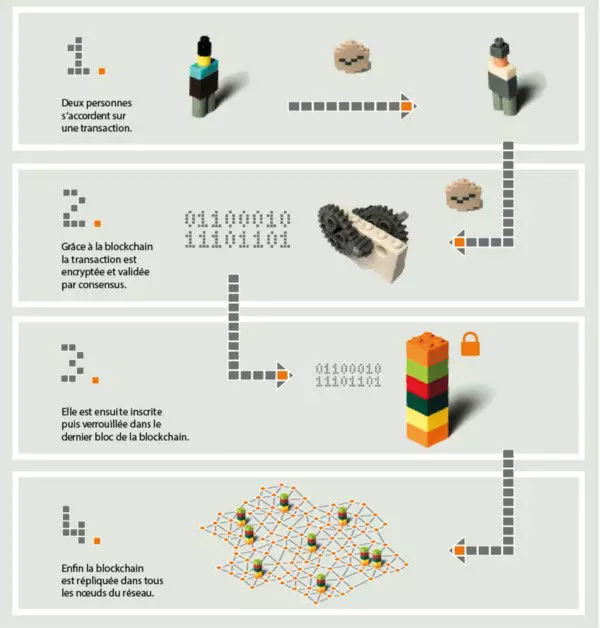 1.
Deux personnes
s'accordent sur
une transaction.
2.
01100010
11101101
Grâce à la blockchain
la transaction est
encryptée et validée
par consensus.
3.
01100010
11101101
Elle est ensuite inscrite
puis verrouillée dans le
dernier bloc de la blockchain.
4.
Enfin la blockchain
est répliquée dans tous
les nœuds du réseau.